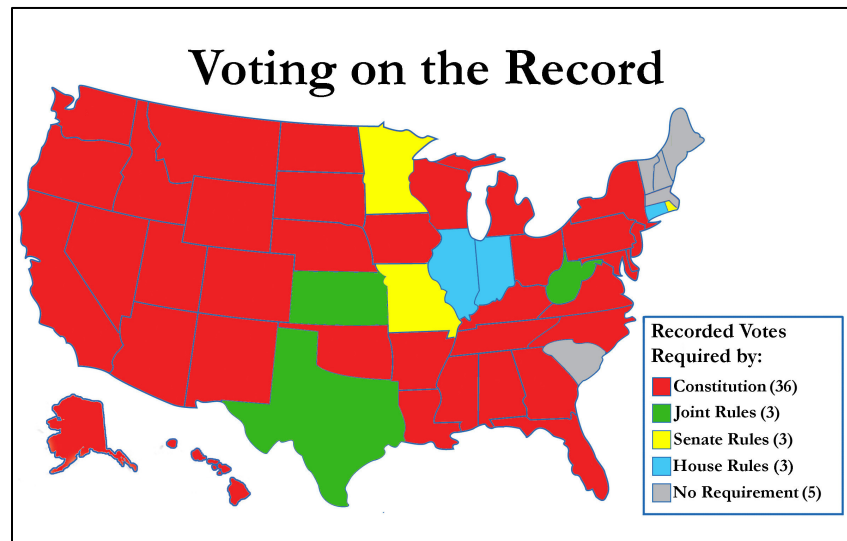 Voting on the Record
Recorded Votes
Required by:
Constitution (36)
Joint Rules (3)
Senate Rules (3)
House Rules (3)
No Requirement (5)